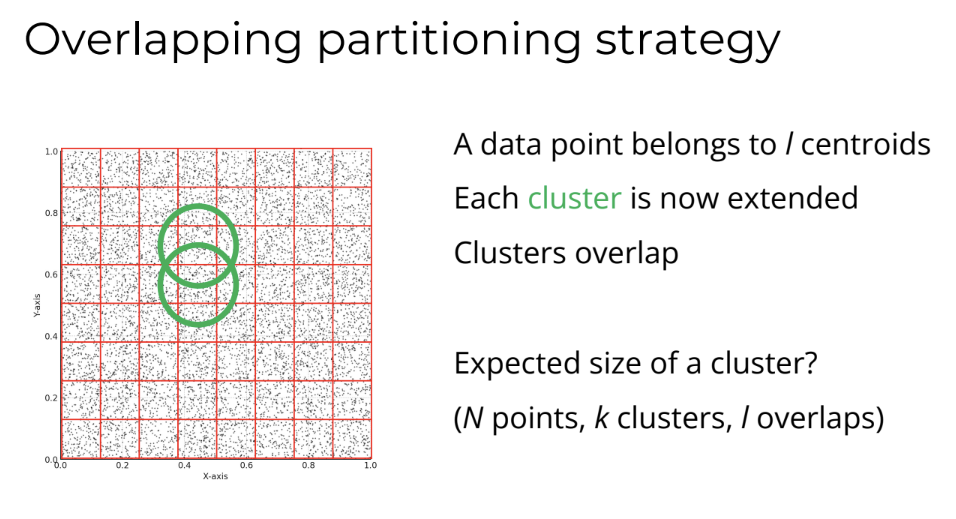 Overlapping partitioning strategy
A data point belongs to l centroids
Each cluster is now extended
Clusters overlap
Expected size of a cluster?
(N points, k clusters, l overlaps)
1.0
0.8
0.6
0.4
0.2
0.0
Y-axis
0.0 0.2 0.4 0.6 0.8 1.0
X-axis